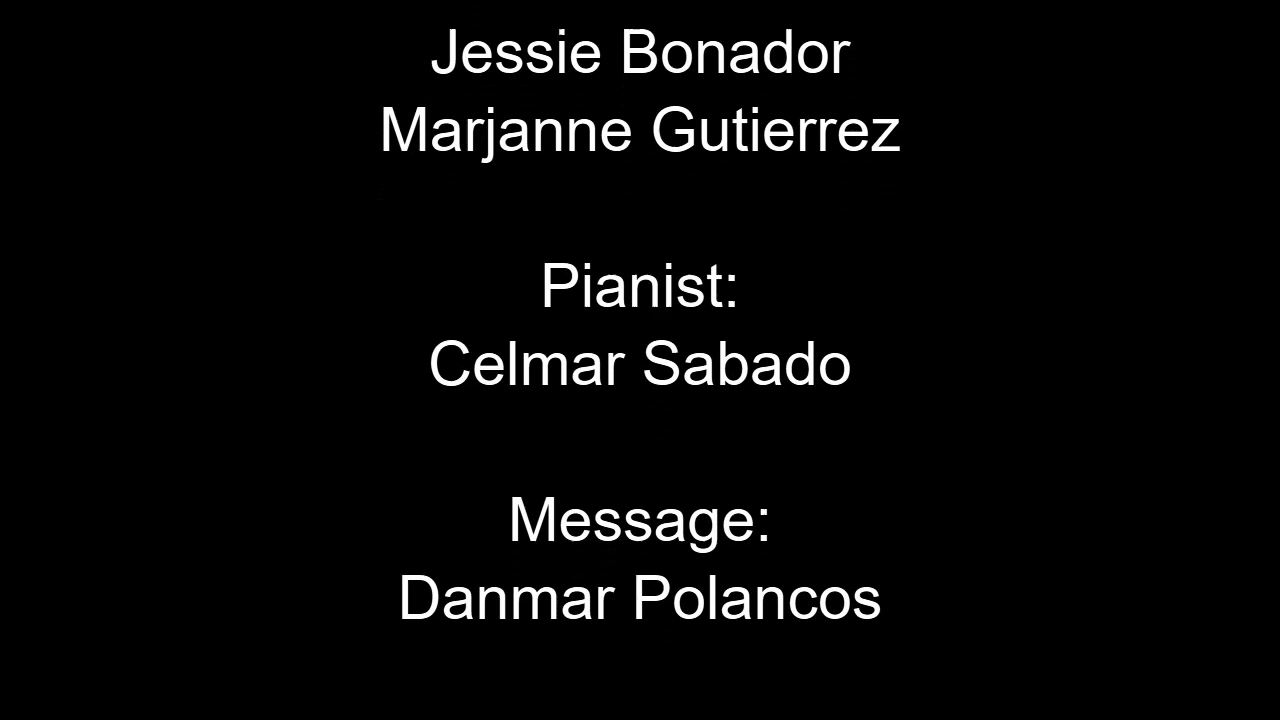 Jessie Bonador
Marjanne Gutierrez
Pianist:
Celmar Sabado
Message:
Danmar Polancos